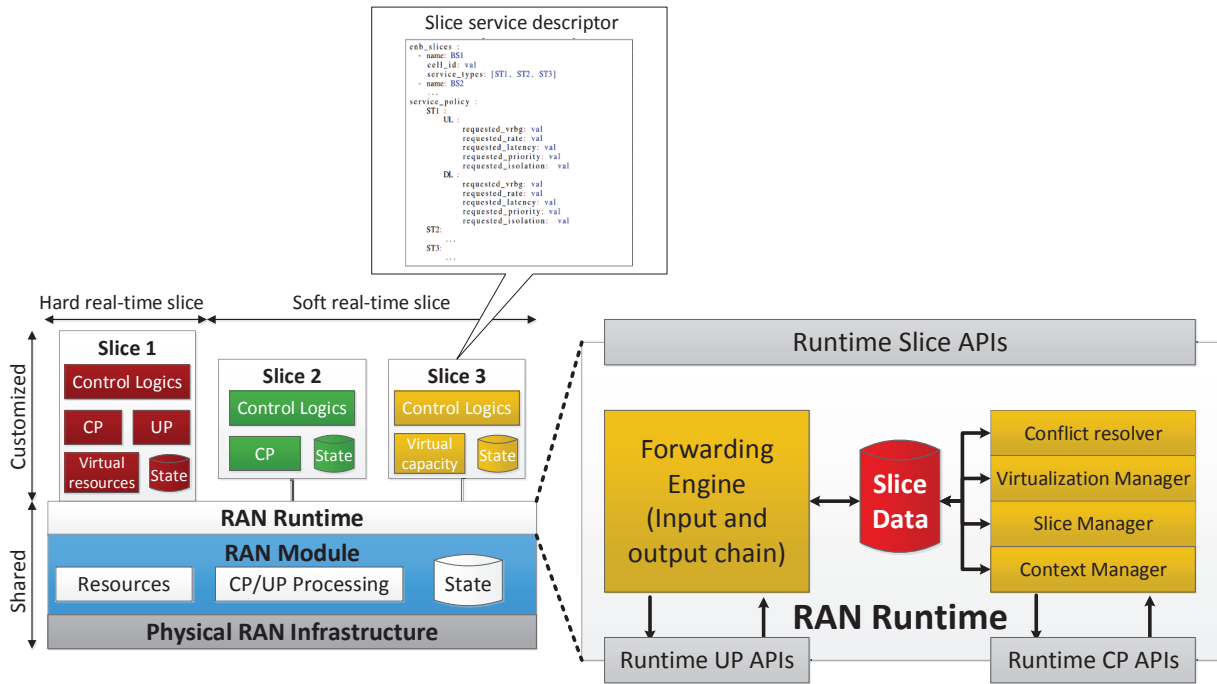 Slice service descriptor
enb_slices :
- name: BS1
cell_id: val
service_types: [ST1, ST2, ST3]
- name: BS2
...
service_policy :
ST1 :
UL :
requested_vrbg: val
requested_rate: val
requested_latency: val
requested_priority: val
requested_isolation: val
DL :
requested_vrbg: val
requested_rate: val
requested_latency: val
requested_priority: val
requested_isolation: val
ST2:
...
ST3:
...
Hard real-time slice
Soft real-time slice
Customized
Shared
Slice 1
Control Logics
CP
UP
Virtual
resources
State
Slice 2
Control Logics
CP
State
Slice 3
Control Logics
Virtual
capacity
State
RAN Runtime
RAN Module
Resources
CP/UP Processing
State
Physical RAN Infrastructure
Runtime Slice APIs
Forwarding
Engine
(Input and
output chain)
Slice
Data
Conflict resolver
Virtualization Manager
Slice Manager
Context Manager
RAN Runtime
Runtime UP APIs
Runtime CP APIs